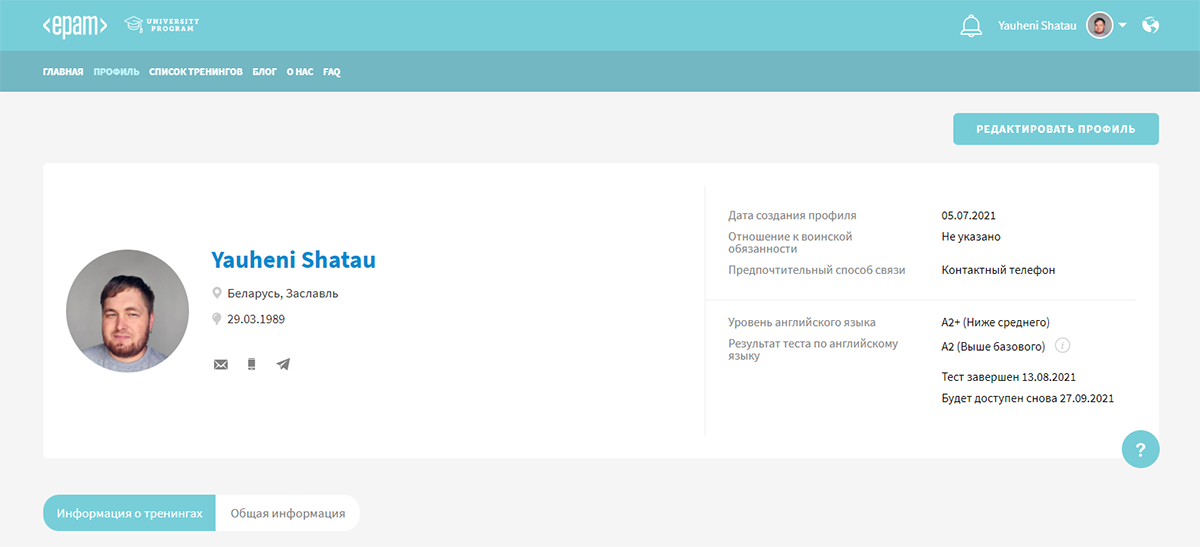 <epam> UNIVERSITY PROGRAM
Yauheni Shatau
ГЛАВНАЯ ПРОФИЛЬ СПИСОК ТРЕНИНГОВ БЛОГ О НАС FAQ
РЕДАКТИРОВАТЬ ПРОФИЛЬ
Yauheni Shatau
Беларусь, Заславль
29.03.1989
Дата создания профиля 05.07.2021
Отношение к воинской Не указано
обязанности
Предпочтительный способ связи Контактный телефон
Уровень английского языка A2+ (Ниже среднего)
Результат теста по английскому A2 (Выше базового) i
языку
Тест завершен 13.08.2021
Будет доступен снова 27.09.2021
?
Информация о тренингах Общая информация